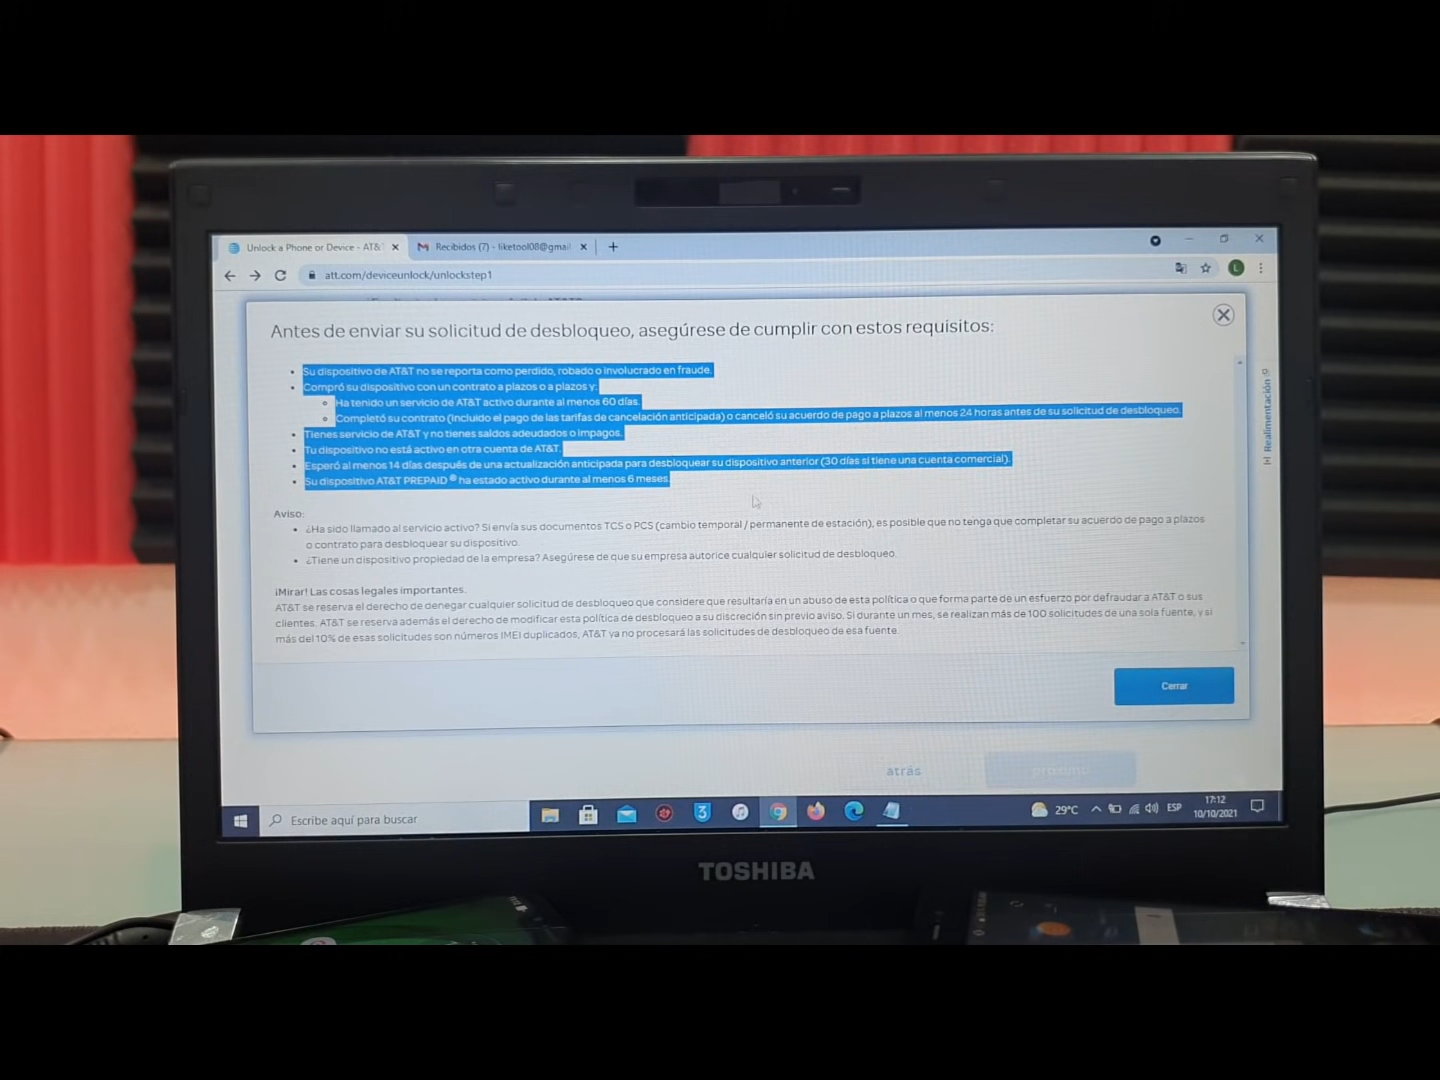 Unlock a Phone or Device - AT&T
Recibidos (7) - liketool08@gmail
att.com/deviceunlock/unlockstep1
Antes de enviar su solicitud de desbloqueo, asegúrese de cumplir con estos requisitos:
Su dispositivo de AT&T no se reporta como perdido, robado o involucrado en fraude.
Compró su dispositivo con un contrato a plazos o a plazos y:
Ha tenido un servicio de AT&T activo durante al menos 60 días.
Completó su contrato (incluido el pago de las tarifas de cancelación anticipada) o canceló su acuerdo de pago a plazos al menos 24 horas antes de su solicitud de desbloqueo.
Tienes servicio de AT&T y no tienes saldos adeudados o impagos.
Tu dispositivo no está activo en otra cuenta de AT&T.
Esperó al menos 14 días después de una actualización anticipada para desbloquear su dispositivo anterior (30 días si tiene una cuenta comercial).
Su dispositivo AT&T PREPAID ® ha estado activo durante al menos 6 meses.
Aviso:
¿Ha sido llamado al servicio activo? Si envía sus documentos TCS o PCS (cambio temporal / permanente de estación), es posible que no tenga que completar su acuerdo de pago a plazos
o contrato para desbloquear su dispositivo.
¿Tiene un dispositivo propiedad de la empresa? Asegúrese de que su empresa autorice cualquier solicitud de desbloqueo.
¡Mirar! Las cosas legales importantes.
AT&T se reserva el derecho de denegar cualquier solicitud de desbloqueo que considere que resultaría en un abuso de esta política o que forma parte de un esfuerzo por defraudar a AT&T o sus
clientes. AT&T se reserva además el derecho de modificar esta política de desbloqueo a su discreción sin previo aviso. Si durante un mes, se realizan más de 100 solicitudes de una sola fuente, y si
más del 10% de esas solicitudes son números IMEI duplicados, AT&T ya no procesará las solicitudes de desbloqueo de esa fuente.
[+] Realimentación
Cerrar
atrás
próximo
Escribe aquí para buscar
29°C
ESP
17:12
10/10/2021
TOSHIBA